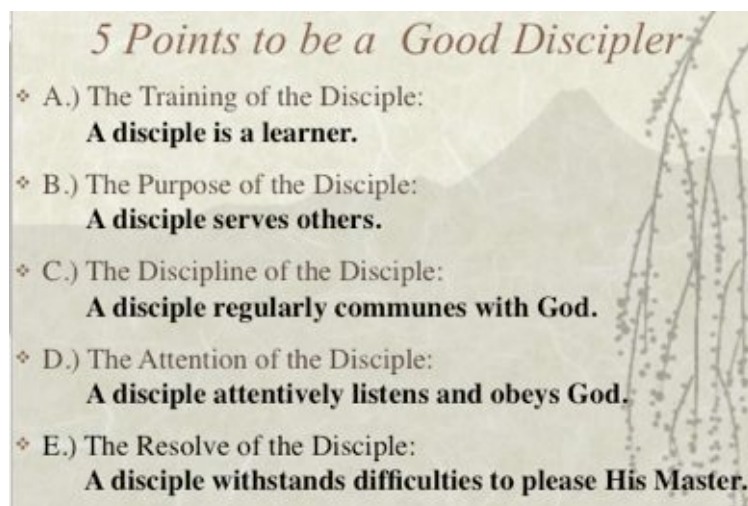 5 Points to be a Good Discipler
A.) The Training of the Disciple:
A disciple is a learner.
B.) The Purpose of the Disciple:
A disciple serves others.
C.) The Discipline of the Disciple:
A disciple regularly communes with God.
D.) The Attention of the Disciple:
A disciple attentively listens and obeys God.
E.) The Resolve of the Disciple:
A disciple withstands difficulties to please His Master.